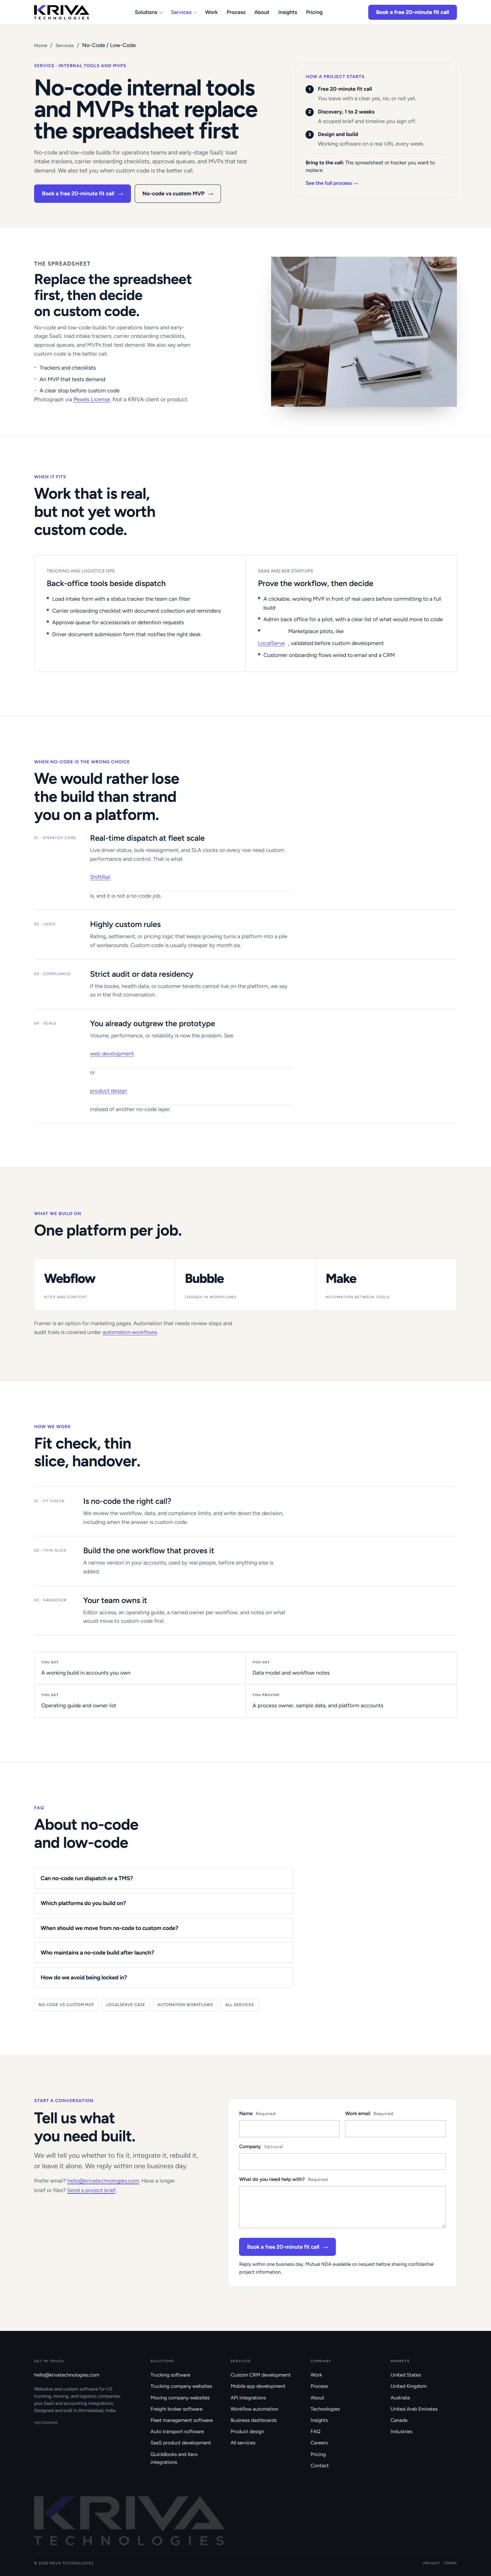 KRIVA
TECHNOLOGIES
Solutions
Services
Work
Process
About
Insights
Pricing
Book a free 20-minute fit call
Home / Services / No-Code / Low-Code
SERVICE · INTERNAL TOOLS AND MVPS
No-code internal tools
and MVPs that replace
the spreadsheet first
No-code and low-code builds for operations teams and early-stage SaaS: load
intake trackers, carrier onboarding checklists, approval queues, and MVPs that test
demand. We also tell you when custom code is the better call.
Book a free 20-minute fit call →
No-code vs custom MVP →
HOW A PROJECT STARTS
1 Free 20-minute fit call
You leave with a clear yes, no, or not yet.
2 Discovery, 1 to 2 weeks
A scoped brief and timeline you sign off.
3 Design and build
Working software on a real URL every week.
Bring to the call: The spreadsheet or tracker you want to
replace.
See the full process →
THE SPREADSHEET
Replace the spreadsheet
first, then decide
on custom code.
No-code and low-code builds for operations teams and early-
stage SaaS: load intake trackers, carrier onboarding checklists,
approval queues, and MVPs that test demand. We also say when
custom code is the better call.
– Trackers and checklists
– An MVP that tests demand
– A clear stop before custom code
Photograph via Pexels License. Not a KRIVA client or product.
WHEN IT FITS
Work that is real,
but not yet worth
custom code.
TRUCKING AND LOGISTICS OPS
Back-office tools beside dispatch
Load intake form with a status tracker the team can filter
Carrier onboarding checklist with document collection and reminders
Approval queue for accessorials or detention requests
Driver document submission form that notifies the right desk
SAAS AND B2B STARTUPS
Prove the workflow, then decide
A clickable, working MVP in front of real users before committing to a full
build
Admin back office for a pilot, with a clear list of what would move to code
Marketplace pilots, like
LocalServe , validated before custom development
Customer onboarding flows wired to email and a CRM
WHEN NO-CODE IS THE WRONG CHOICE
We would rather lose
the build than strand
you on a platform.
01 · DISPATCH CORE
Real-time dispatch at fleet scale
Live driver status, bulk reassignment, and SLA clocks on every row need custom
performance and control. That is what
ShiftRail
is, and it is not a no-code job.
02 · LOGIC
Highly custom rules
Rating, settlement, or pricing logic that keeps growing turns a platform into a pile
of workarounds. Custom code is usually cheaper by month six.
03 · COMPLIANCE
Strict audit or data residency
If the books, health data, or customer tenants cannot live on the platform, we say
so in the first conversation.
04 · SCALE
You already outgrew the prototype
Volume, performance, or reliability is now the problem. See
web development
or
product design
instead of another no-code layer.
WHAT WE BUILD ON
One platform per job.
Webflow
SITES AND CONTENT
Bubble
LOGGED-IN WORKFLOWS
Make
AUTOMATION BETWEEN TOOLS
Framer is an option for marketing pages. Automation that needs review steps and
audit trails is covered under automation workflows.
HOW WE WORK
Fit check, thin
slice, handover.
01 · FIT CHECK
Is no-code the right call?
We review the workflow, data, and compliance limits, and write down the decision,
including when the answer is custom code.
02 · THIN SLICE
Build the one workflow that proves it
A narrow version in your accounts, used by real people, before anything else is
added.
03 · HANDOVER
Your team owns it
Editor access, an operating guide, a named owner per workflow, and notes on what
would move to custom code first.
YOU GET
A working build in accounts you own
YOU GET
Data model and workflow notes
YOU GET
Operating guide and owner list
YOU PROVIDE
A process owner, sample data, and platform accounts
FAQ
About no-code
and low-code
Can no-code run dispatch or a TMS?
Which platforms do you build on?
When should we move from no-code to custom code?
Who maintains a no-code build after launch?
How do we avoid being locked in?
NO-CODE VS CUSTOM MVP
LOCALSERVE CASE
AUTOMATION WORKFLOWS
ALL SERVICES
START A CONVERSATION
Tell us what
you need built.
We will tell you whether to fix it, integrate it, rebuild it,
or leave it alone. We reply within one business day.
Prefer email? hello@krivatechnologies.com. Have a longer
brief or files? Send a project brief.
Name Required
Work email Required
Company Optional
What do you need help with? Required
Book a free 20-minute fit call →
Reply within one business day. Mutual NDA available on request before sharing confidential
project information.
GET IN TOUCH
hello@krivatechnologies.com
Websites and custom software for US
trucking, moving, and logistics companies,
plus SaaS and accounting integrations.
Designed and built in Ahmedabad, India.
INSTAGRAM
SOLUTIONS
Trucking software
Trucking company websites
Moving company websites
Freight broker software
Fleet management software
Auto transport software
SaaS product development
QuickBooks and Xero
integrations
SERVICES
Custom CRM development
Mobile app development
API integrations
Workflow automation
Business dashboards
Product design
All services
COMPANY
Work
Process
About
Technologies
Insights
FAQ
Careers
Pricing
Contact
MARKETS
United States
United Kingdom
Australia
United Arab Emirates
Canada
Industries
KRIVA
TECHNOLOGIES
© 2026 KRIVA TECHNOLOGIES
PRIVACY · TERMS